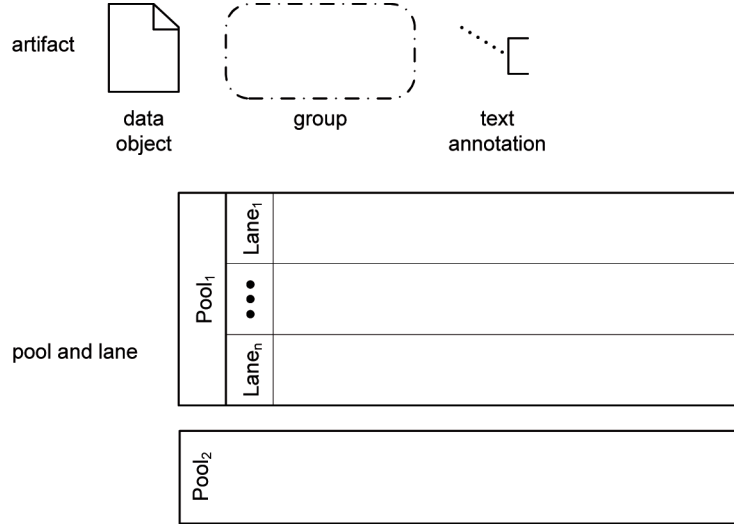 artifact
data
object
group
text
annotation
pool and lane
Pool₁
Lane₁
•••
Laneₙ
Pool₂